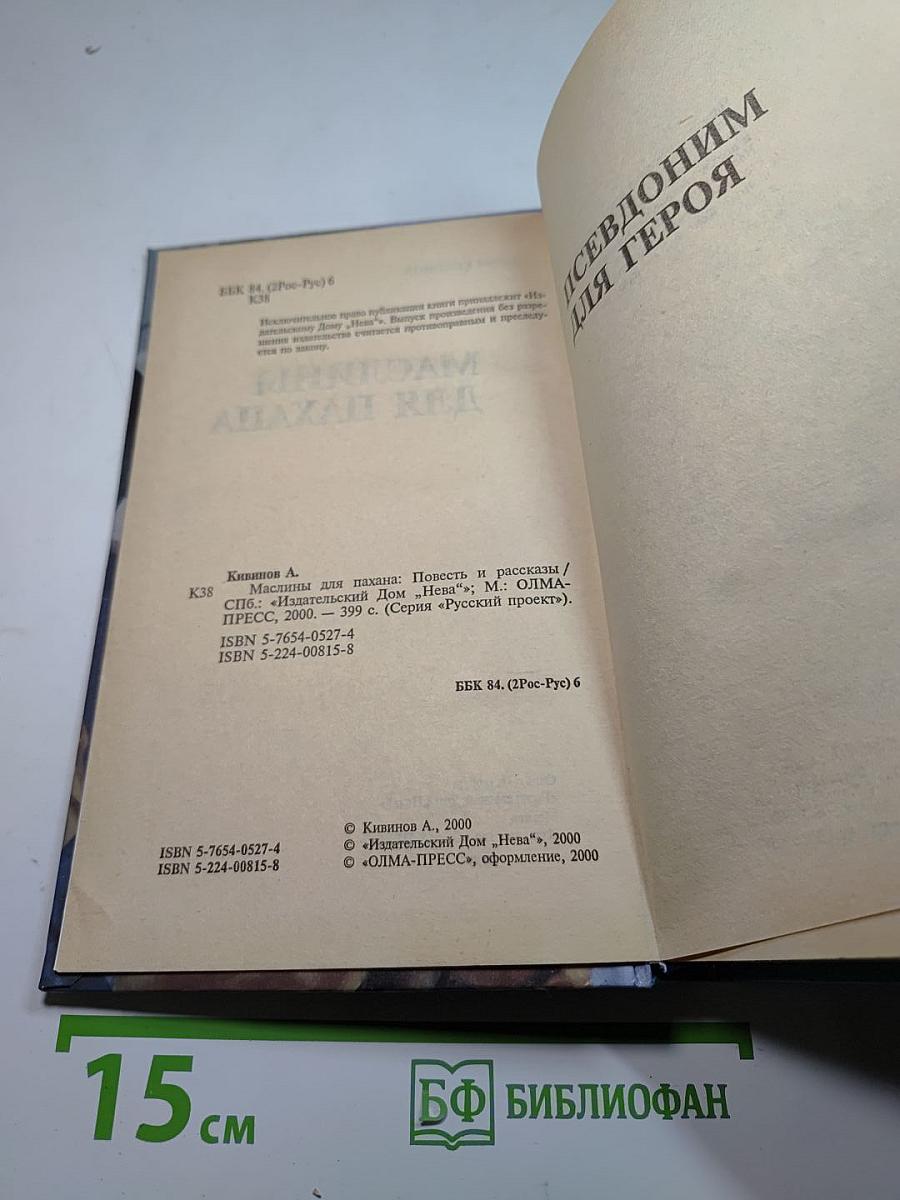 ББК 84. (2Рос-Рус) 6
К38
Исключительное право публикации книги принадлежит «Из-
дательскому Дому „Нева“». Выпуск произведения без разре-
шения издательства считается противоправным и преследу-
ется по закону.
МАСЛИНЫ
ДЛЯ ПАХАНА
Кивинов А.
К38 Маслины для пахана: Повесть и рассказы /
СПб.: «Издательский Дом „Нева“»; М.: ОЛМА-
ПРЕСС, 2000. — 399 с. (Серия «Русский проект»).
ISBN 5-7654-0527-4
ISBN 5-224-00815-8
ББК 84. (2Рос-Рус) 6
ISBN 5-7654-0527-4
ISBN 5-224-00815-8
© Кивинов А., 2000
© «Издательский Дом „Нева“», 2000
© «ОЛМА-ПРЕСС», оформление, 2000
ПСЕВДОНИМ
ДЛЯ ГЕРОЯ
15 см
БФ БИБЛИОФАН